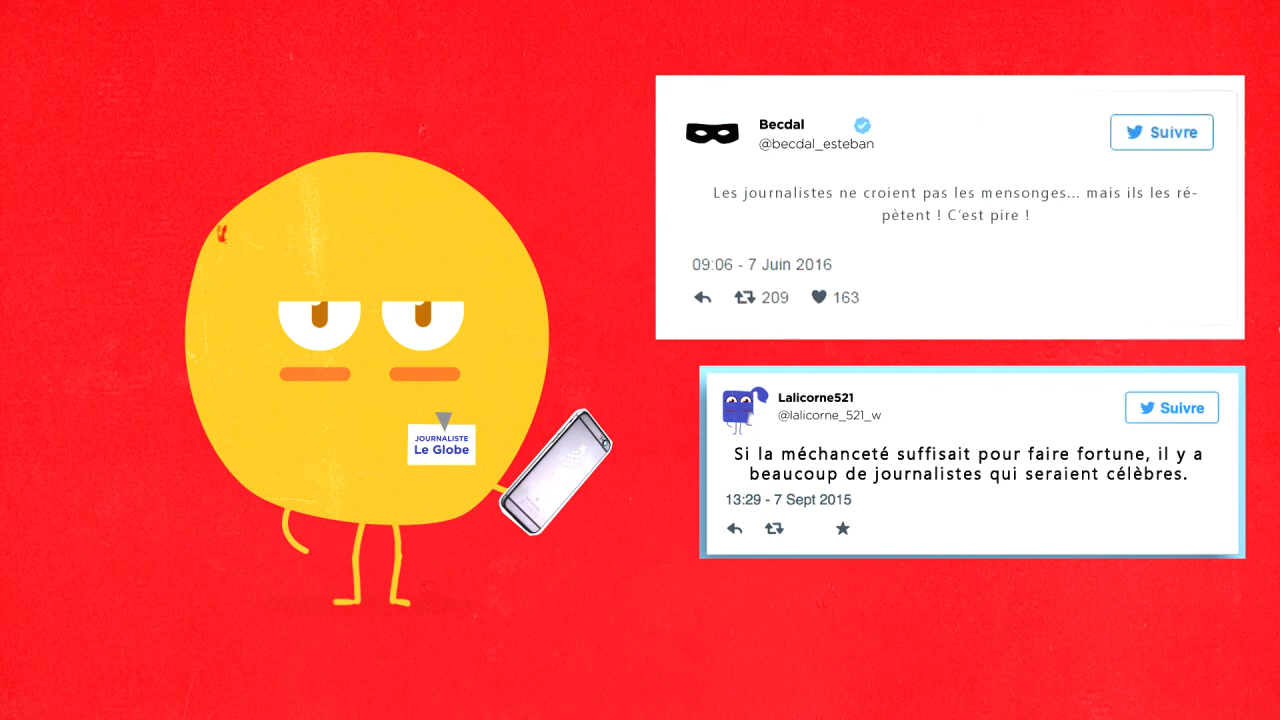 Becdal
@becdal_esteban
Suivre
Les journalistes ne croient pas les mensonges... mais ils les ré-
pètent ! C'est pire !
09:06 - 7 Juin 2016
209 163
Lalicorne521
@lalicorne_521_w
Suivre
Si la méchanceté suffisait pour faire fortune, il y a
beaucoup de journalistes qui seraient célèbres.
13:29 - 7 Sept 2015
JOURNALISTE
Le Globe